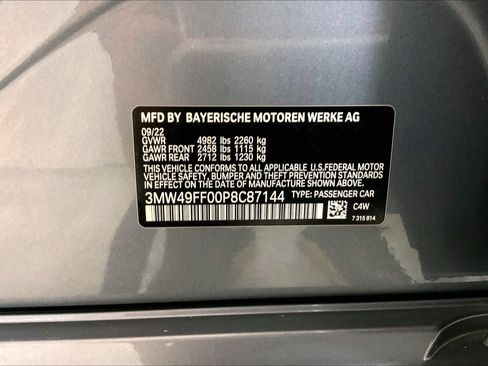 MFD BY BAYERISCHE MOTOREN WERKE AG
09/22
GVWR 4982 lbs 2260 kg
GAWR FRONT 2458 lbs 1115 kg
GAWR REAR 2712 lbs 1230 kg
THIS VEHICLE CONFORMS TO ALL APPLICABLE U.S. FEDERAL MOTOR
VEHICLE SAFETY, BUMPER AND THEFT PREVENTION STANDARDS
IN EFFECT ON THE DATE OF MANUFACTURE SHOWN ABOVE.
3MW49FF00P8C87144 TYPE: PASSENGER CAR
C4W
7 315 814